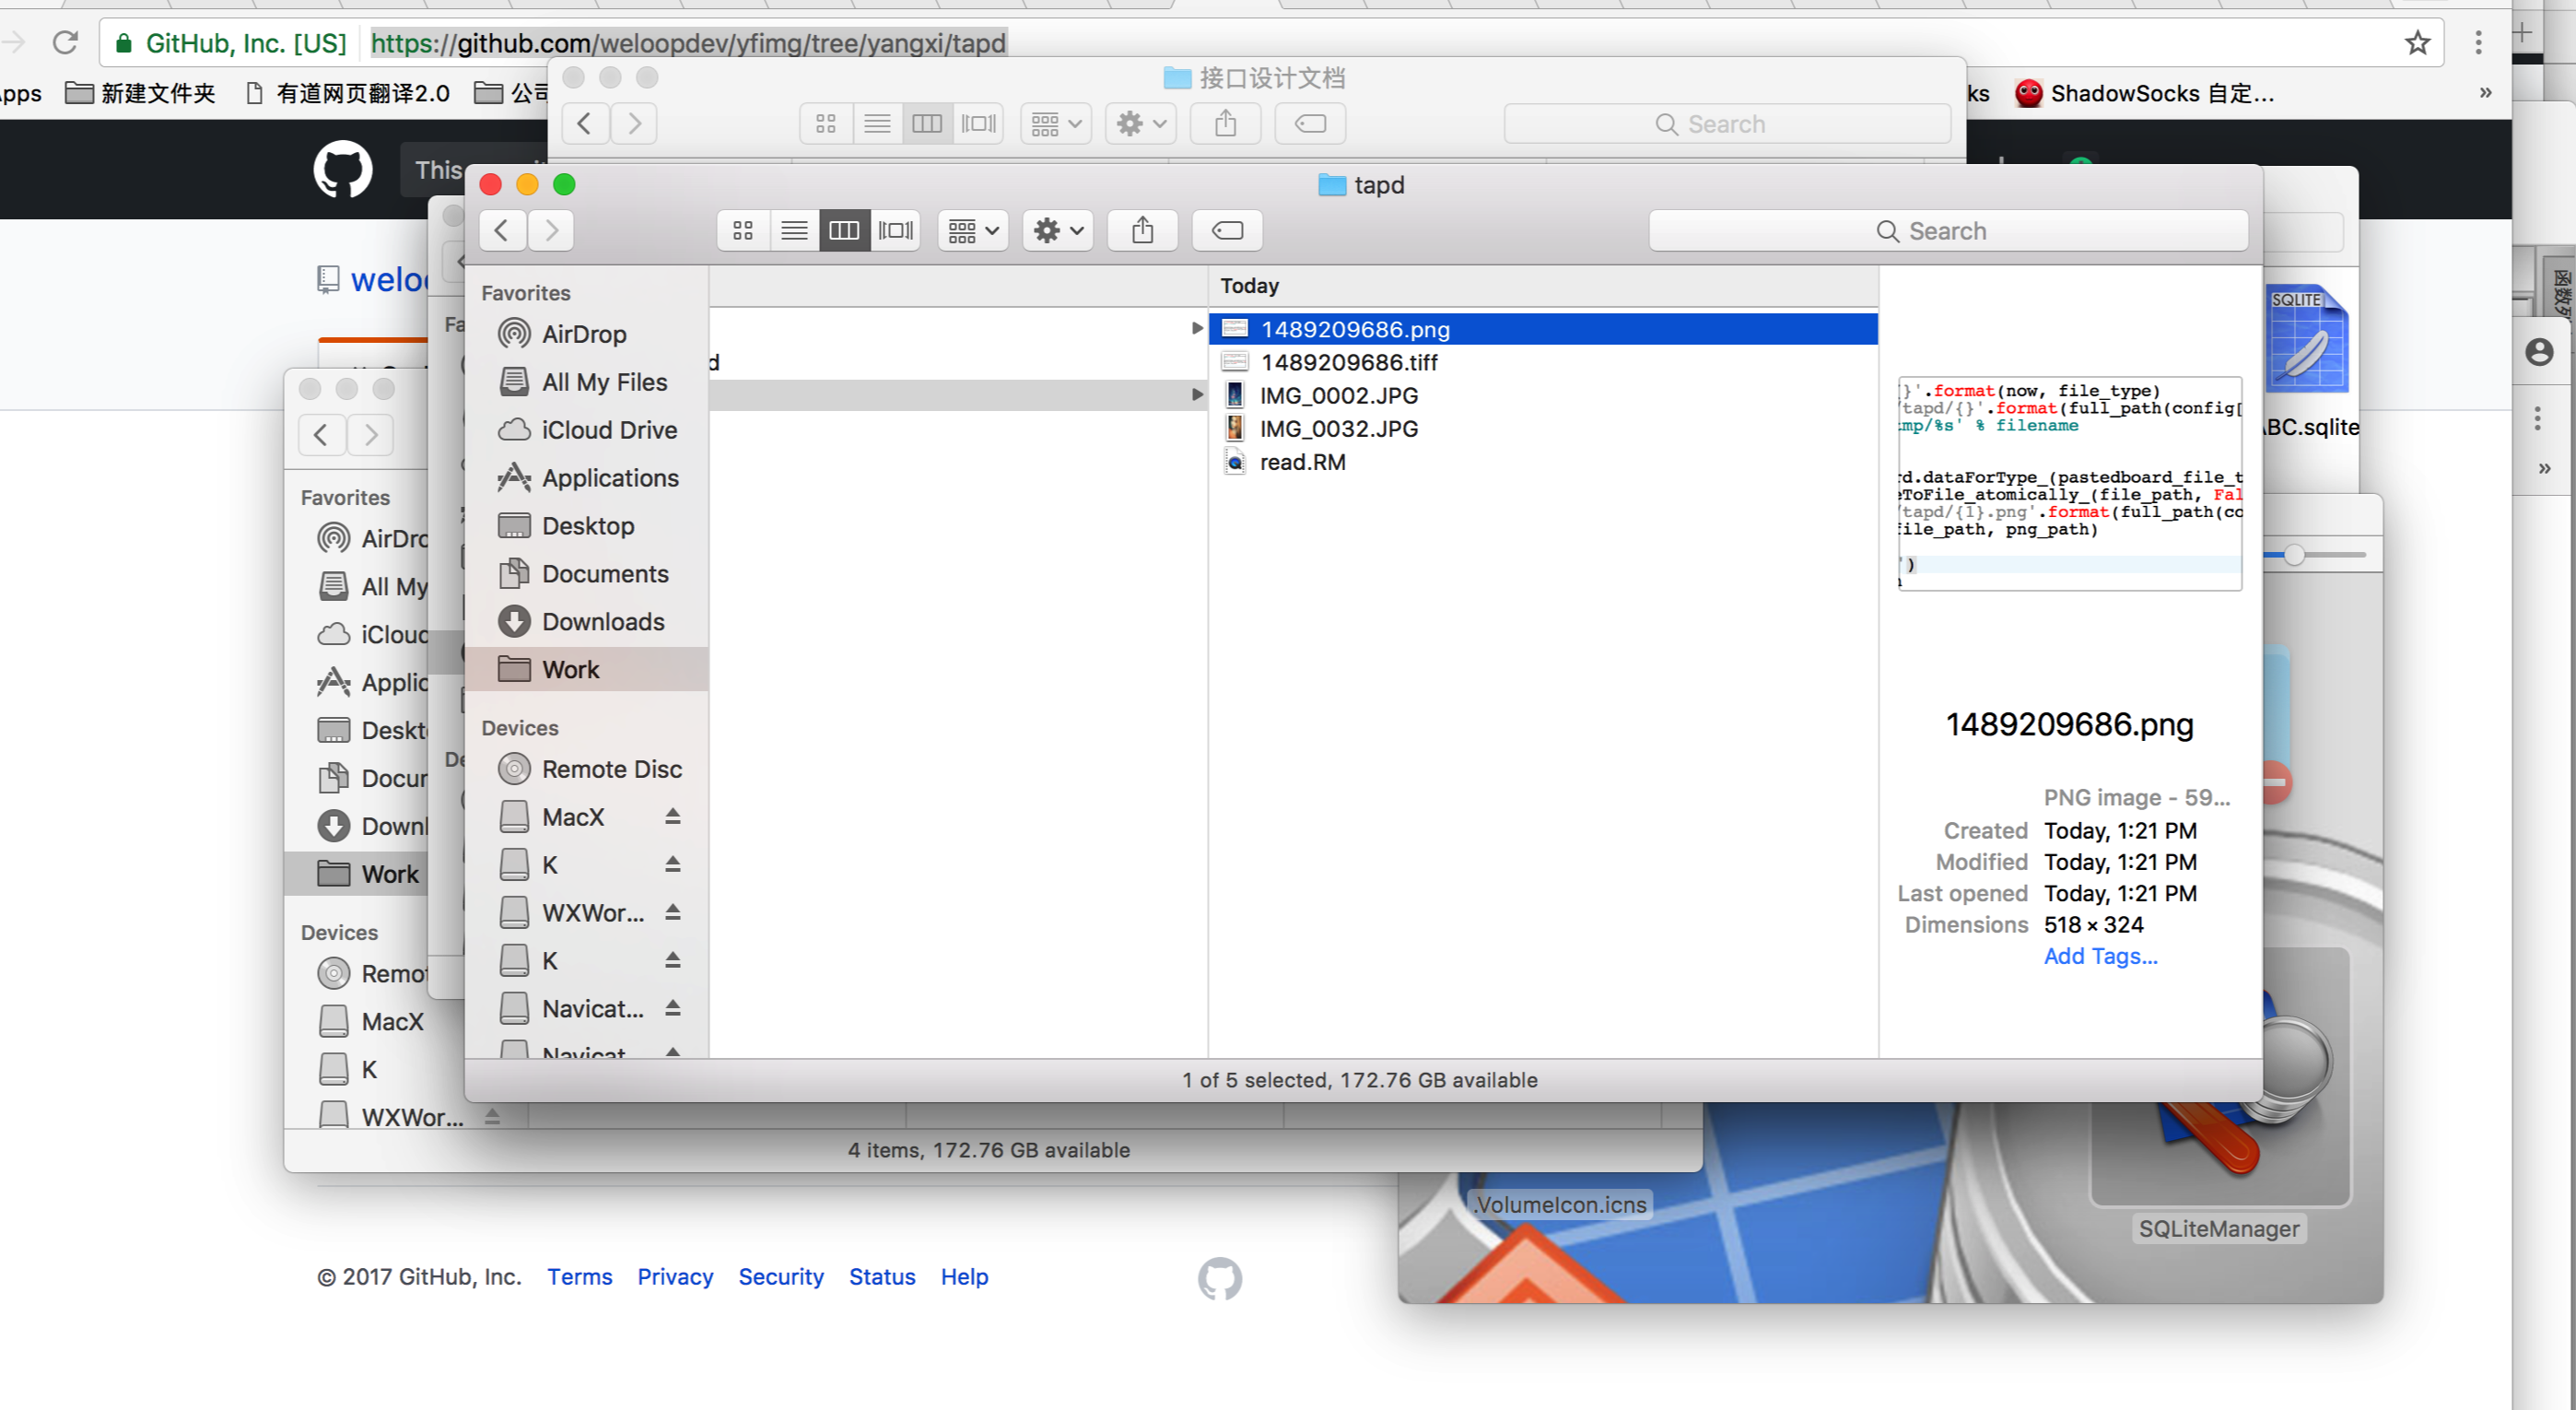 GitHub, Inc. [US] https://github.com/weloopdev/yfimg/tree/yangxi/tapd
新建文件夹 有道网页翻译2.0 公司 ShadowSocks 自定...
接口设计文档
Search
This
tapd
Search
Favorites
AirDrop
All My Files
iCloud Drive
Applications
Desktop
Documents
Downloads
Work
Devices
Remote Disc
MacX
K
WXWor...
K
Navicat...
Navicat
Today
1489209686.png
1489209686.tiff
IMG_0002.JPG
IMG_0032.JPG
read.RM
}'.format(now, file_type)
tapd/{}'.format(full_path(config[
mp/%s' % filename
rd.dataForType_(pastedboard_file_t
eToFile_atomically_(file_path, Fal
/tapd/{1}.png'.format(full_path(co
file_path, png_path)
')
1489209686.png
PNG image - 59...
Created Today, 1:21 PM
Modified Today, 1:21 PM
Last opened Today, 1:21 PM
Dimensions 518 × 324
Add Tags...
1 of 5 selected, 172.76 GB available
Favorites
AirDro
All My
iCloud
Applic
Deskt
Docur
Downl
Work
Devices
Remo
MacX
K
WXWor...
4 items, 172.76 GB available
SQLITE
BC.sqlite
.VolumeIcon.icns
SQLiteManager
© 2017 GitHub, Inc. Terms Privacy Security Status Help